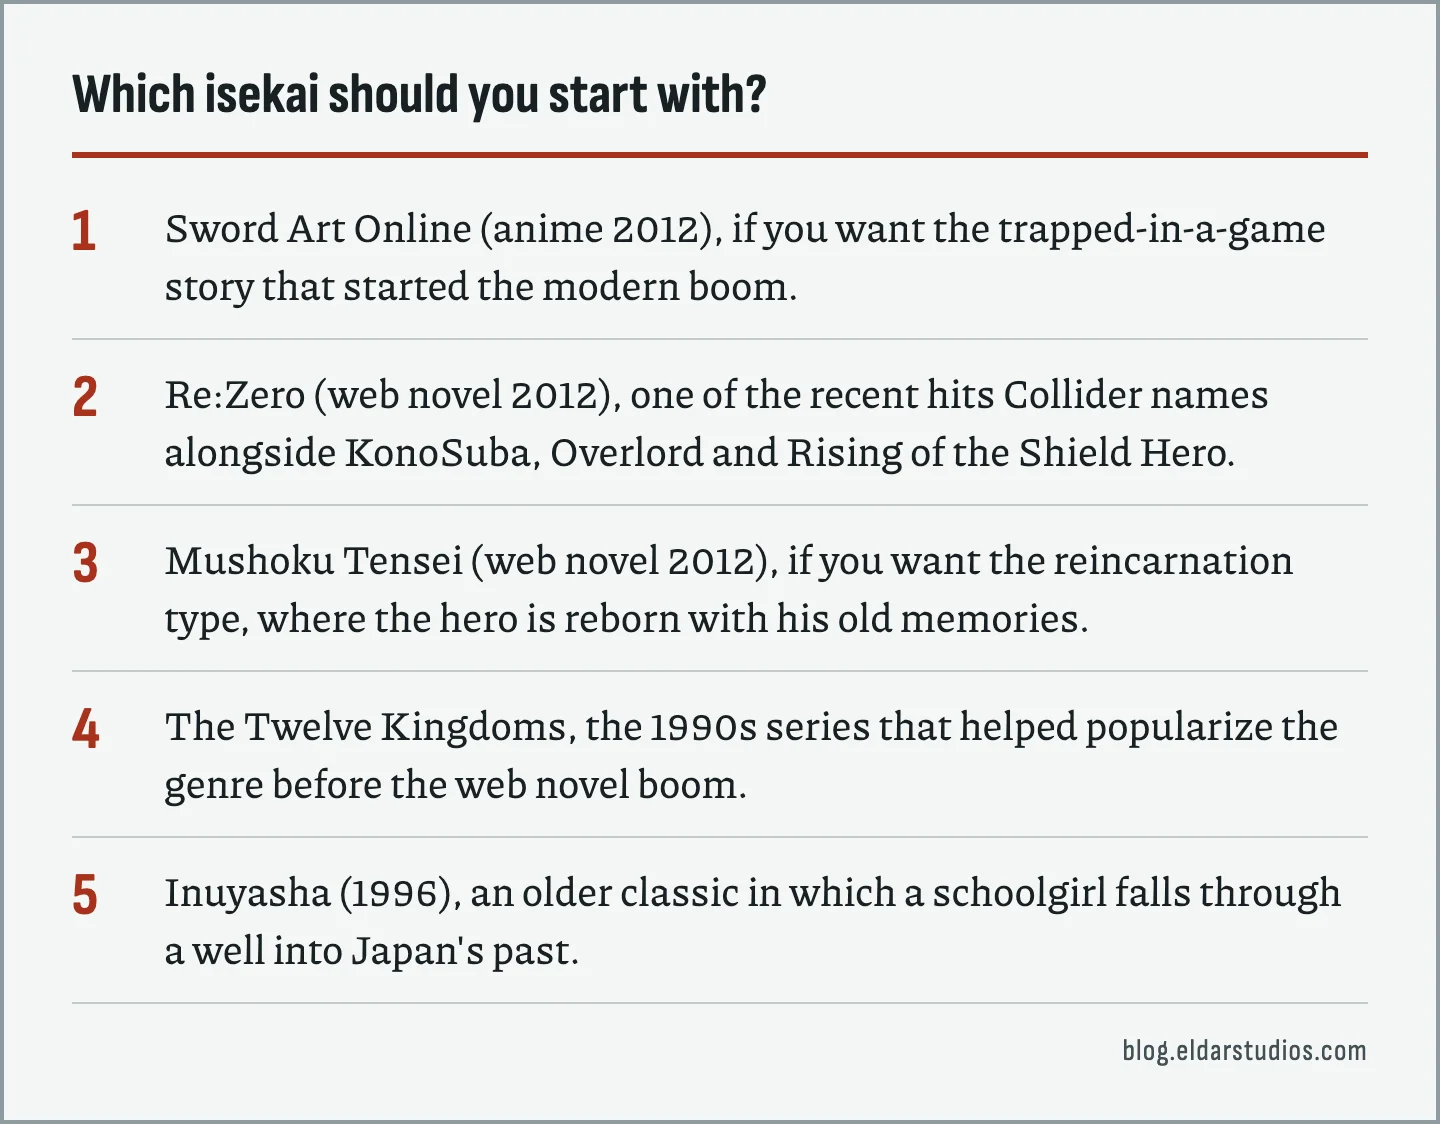 Which isekai should you start with?
1 Sword Art Online (anime 2012), if you want the trapped-in-a-game
story that started the modern boom.
2 Re:Zero (web novel 2012), one of the recent hits Collider names
alongside KonoSuba, Overlord and Rising of the Shield Hero.
3 Mushoku Tensei (web novel 2012), if you want the reincarnation
type, where the hero is reborn with his old memories.
4 The Twelve Kingdoms, the 1990s series that helped popularize the
genre before the web novel boom.
5 Inuyasha (1996), an older classic in which a schoolgirl falls through
a well into Japan's past.
blog.eldarstudios.com